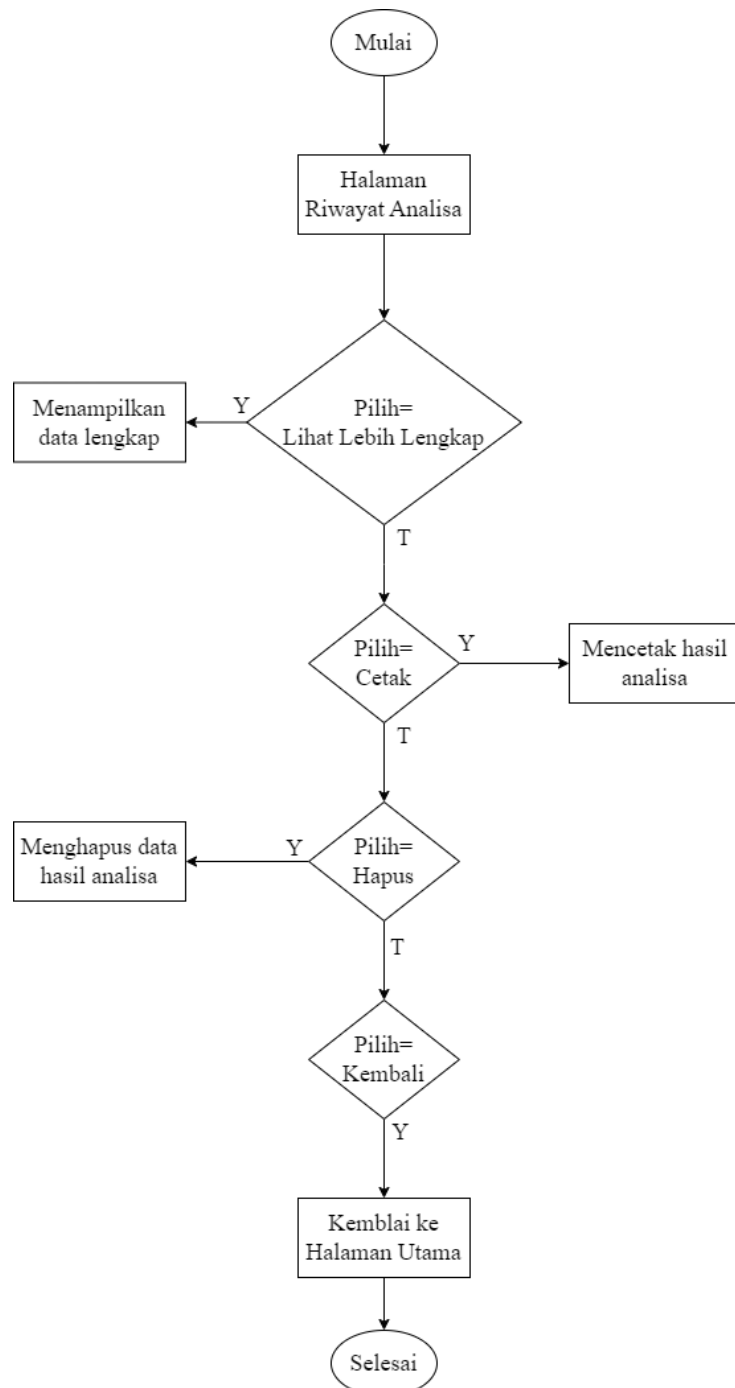 Mulai
Halaman
Riwayat Analisa
Pilih=
Lihat Lebih Lengkap
Y
Menampilkan
data lengkap
T
Pilih=
Cetak
Y
Mencetak hasil
analisa
T
Pilih=
Hapus
Y
Menghapus data
hasil analisa
T
Pilih=
Kembali
Y
Kemblai ke
Halaman Utama
Selesai